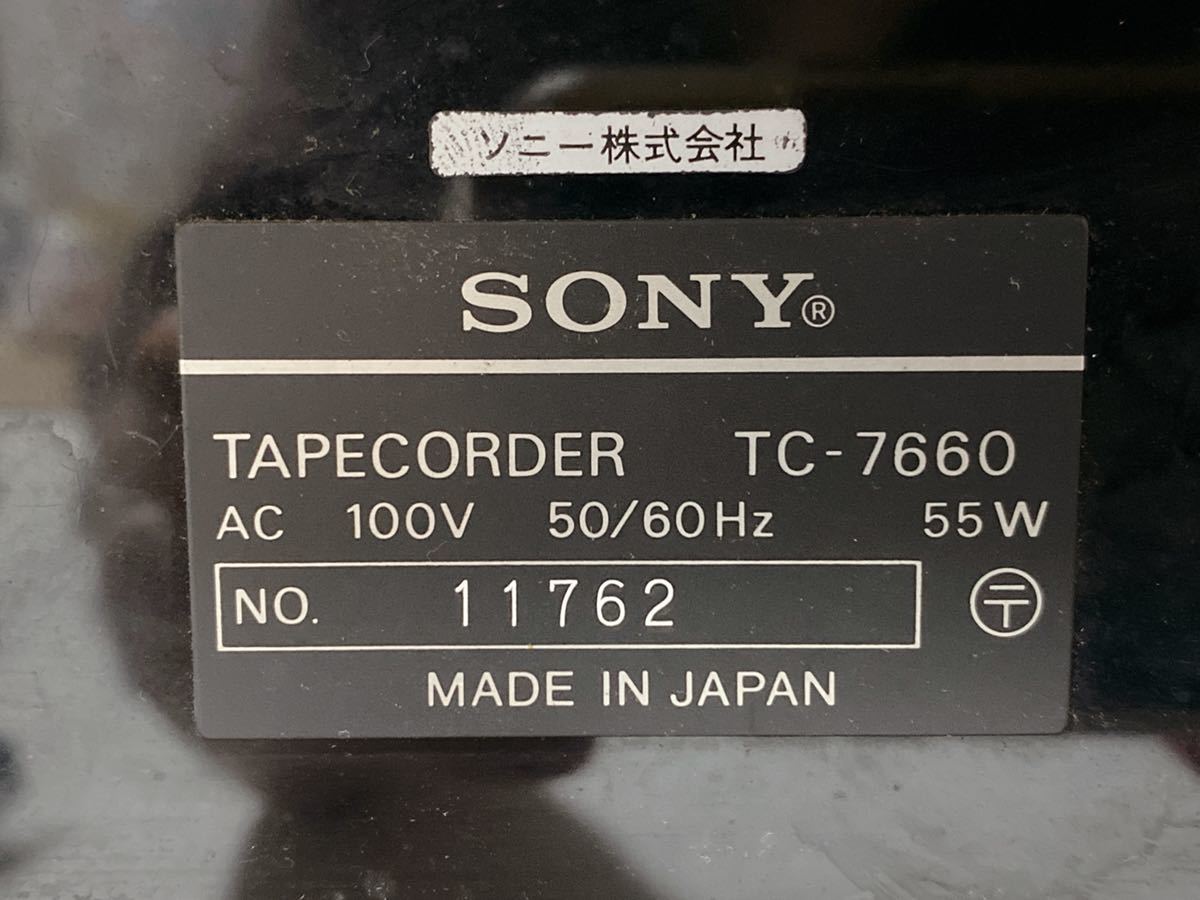 ソニー株式会社
SONY®
TAPECORDER TC-7660
AC 100V 50/60Hz 55W
NO. 11762 〶
MADE IN JAPAN